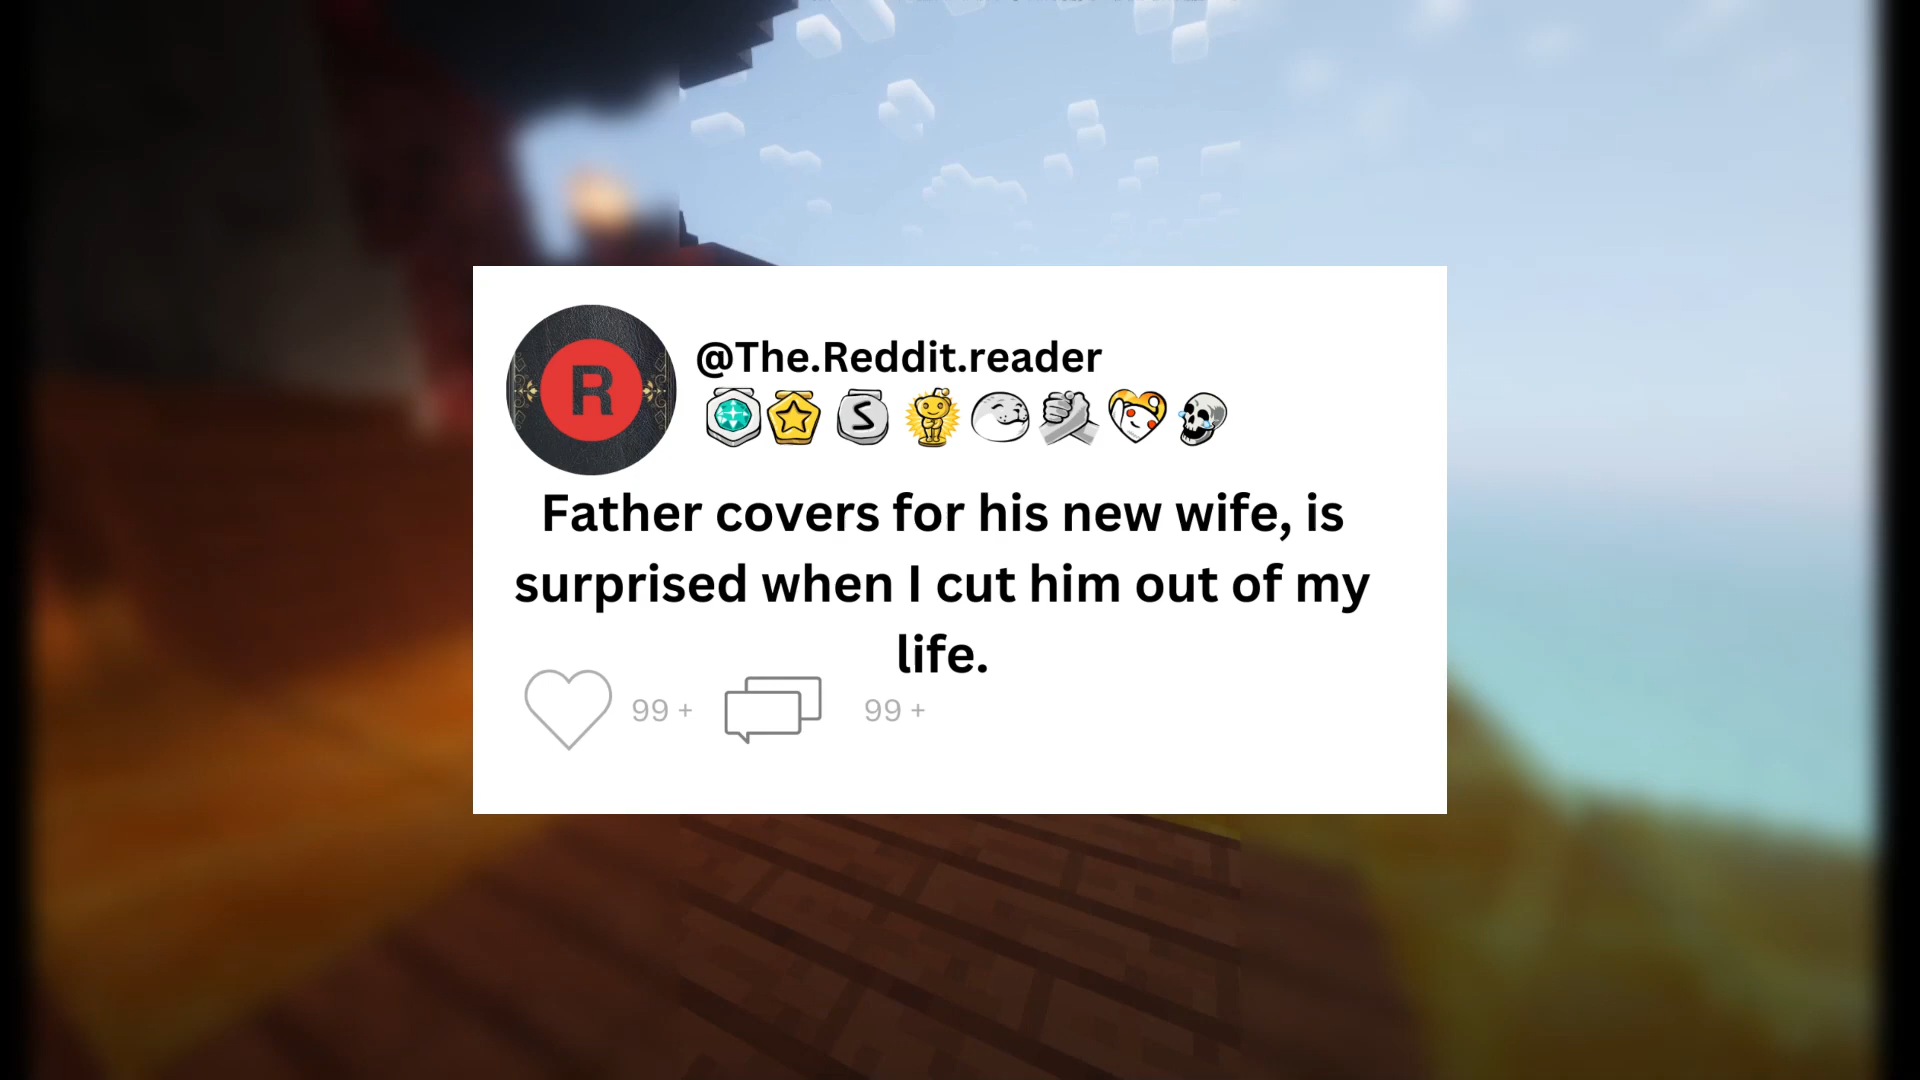 R
@The.Reddit.reader
S
Father covers for his new wife, is
surprised when I cut him out of my
life.
99 +
99 +